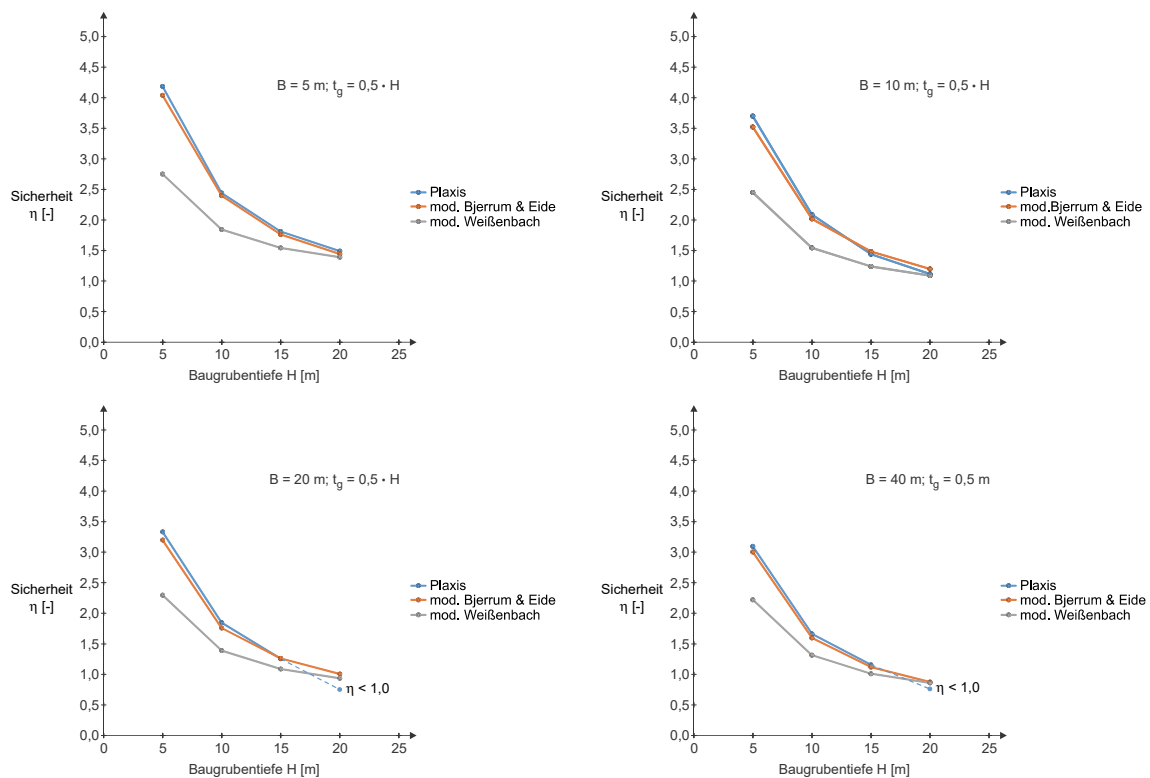 5,0
4,5
4,0
3,5
3,0
2,5
2,0
1,5
1,0
0,5
0,0
Sicherheit
η [-]
B = 5 m; tg = 0,5 • H
Plaxis
mod. Bjerrum & Eide
mod. Weißenbach
0 5 10 15 20 25
Baugrubentiefe H [m]
5,0
4,5
4,0
3,5
3,0
2,5
2,0
1,5
1,0
0,5
0,0
Sicherheit
η [-]
B = 10 m; tg = 0,5 • H
Plaxis
mod.Bjerrum & Eide
mod. Weißenbach
0 5 10 15 20 25
Baugrubentiefe H [m]
5,0
4,5
4,0
3,5
3,0
2,5
2,0
1,5
1,0
0,5
0,0
Sicherheit
η [-]
B = 20 m; tg = 0,5 • H
Plaxis
mod. Bjerrum & Eide
mod. Weißenbach
η < 1,0
0 5 10 15 20 25
Baugrubentiefe H [m]
5,0
4,5
4,0
3,5
3,0
2,5
2,0
1,5
1,0
0,5
0,0
Sicherheit
η [-]
B = 40 m; tg = 0,5 m
Plaxis
mod. Bjerrum & Eide
mod. Weißenbach
η < 1,0
0 5 10 15 20 25
Baugrubentiefe H [m]